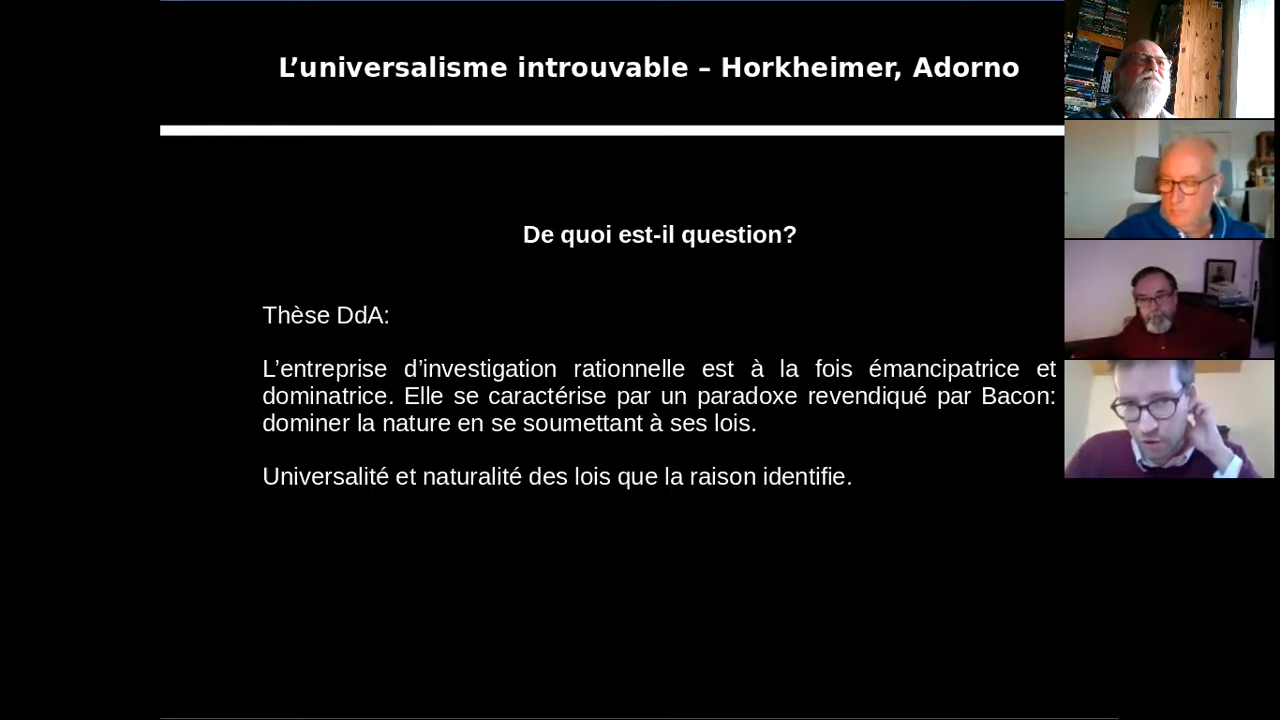 L’universalisme introuvable – Horkheimer, Adorno
De quoi est-il question?
Thèse DdA:
L’entreprise d’investigation rationnelle est à la fois émancipatrice et
dominatrice. Elle se caractérise par un paradoxe revendiqué par Bacon:
dominer la nature en se soumettant à ses lois.
Universalité et naturalité des lois que la raison identifie.